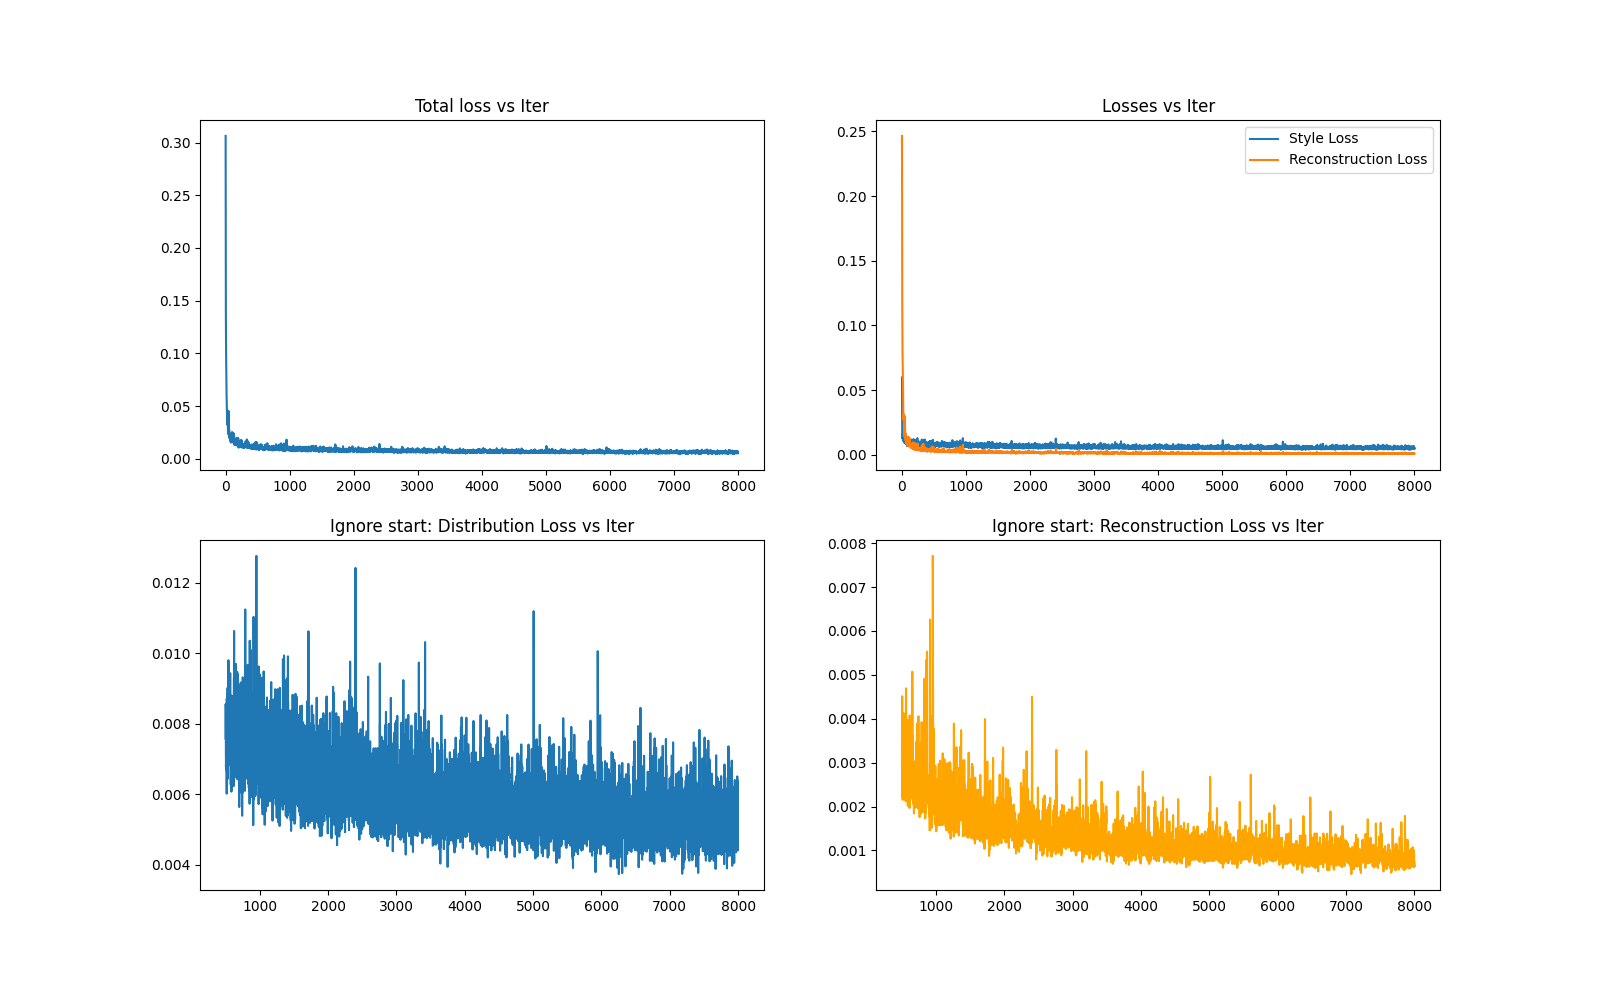 Total loss vs Iter
0.30
0.25
0.20
0.15
0.10
0.05
0.00
0 1000 2000 3000 4000 5000 6000 7000 8000
Losses vs Iter
Style Loss
Reconstruction Loss
0.25
0.20
0.15
0.10
0.05
0.00
0 1000 2000 3000 4000 5000 6000 7000 8000
Ignore start: Distribution Loss vs Iter
0.012
0.010
0.008
0.006
0.004
1000 2000 3000 4000 5000 6000 7000 8000
Ignore start: Reconstruction Loss vs Iter
0.008
0.007
0.006
0.005
0.004
0.003
0.002
0.001
1000 2000 3000 4000 5000 6000 7000 8000